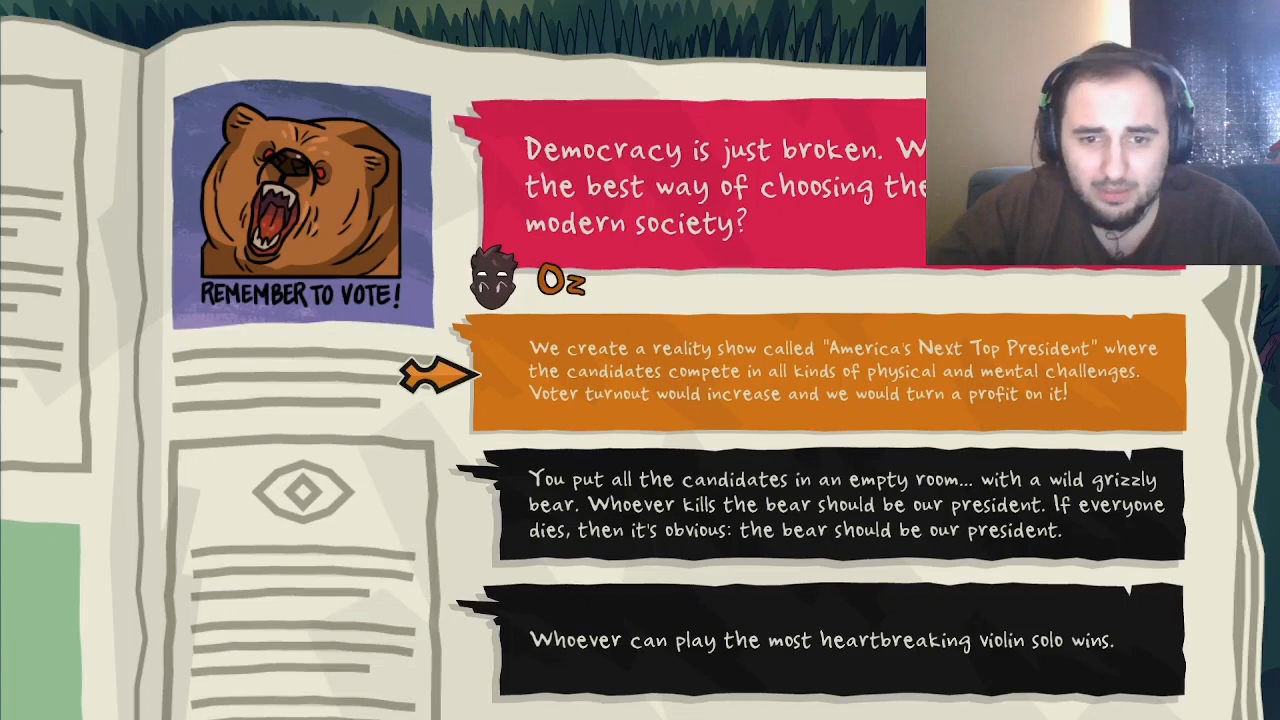 REMEMBER TO VOTE!
Democracy is just broken.
the best way of choosing the
modern society?
Oz
We create a reality show called "America's Next Top President" where
the candidates compete in all kinds of physical and mental challenges.
Voter turnout would increase and we would turn a profit on it!
You put all the candidates in an empty room... with a wild grizzly
bear. Whoever kills the bear should be our president. If everyone
dies, then it's obvious: the bear should be our president.
Whoever can play the most heartbreaking violin solo wins.